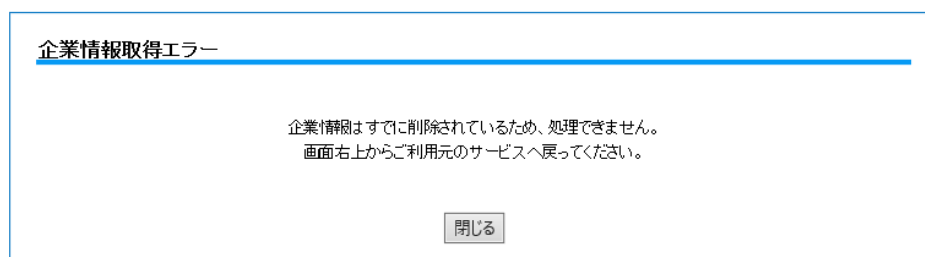 企業情報取得エラー
企業情報はすでに削除されているため、処理できません。
画面右上からご利用元のサービスへ戻ってください。
閉じる